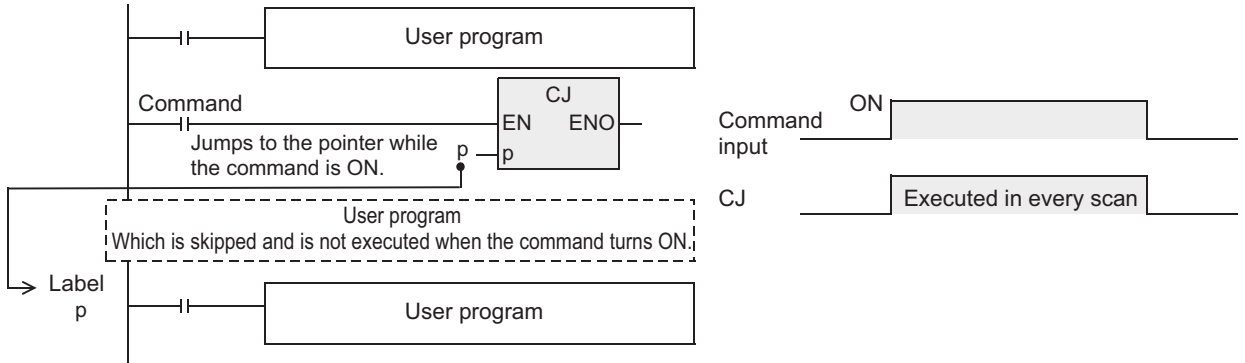 User program
Command
CJ
EN ENO
Jumps to the pointer while
the command is ON.
p
p
User program
Which is skipped and is not executed when the command turns ON.
Label
p
User program
ON
Command
input
CJ
Executed in every scan